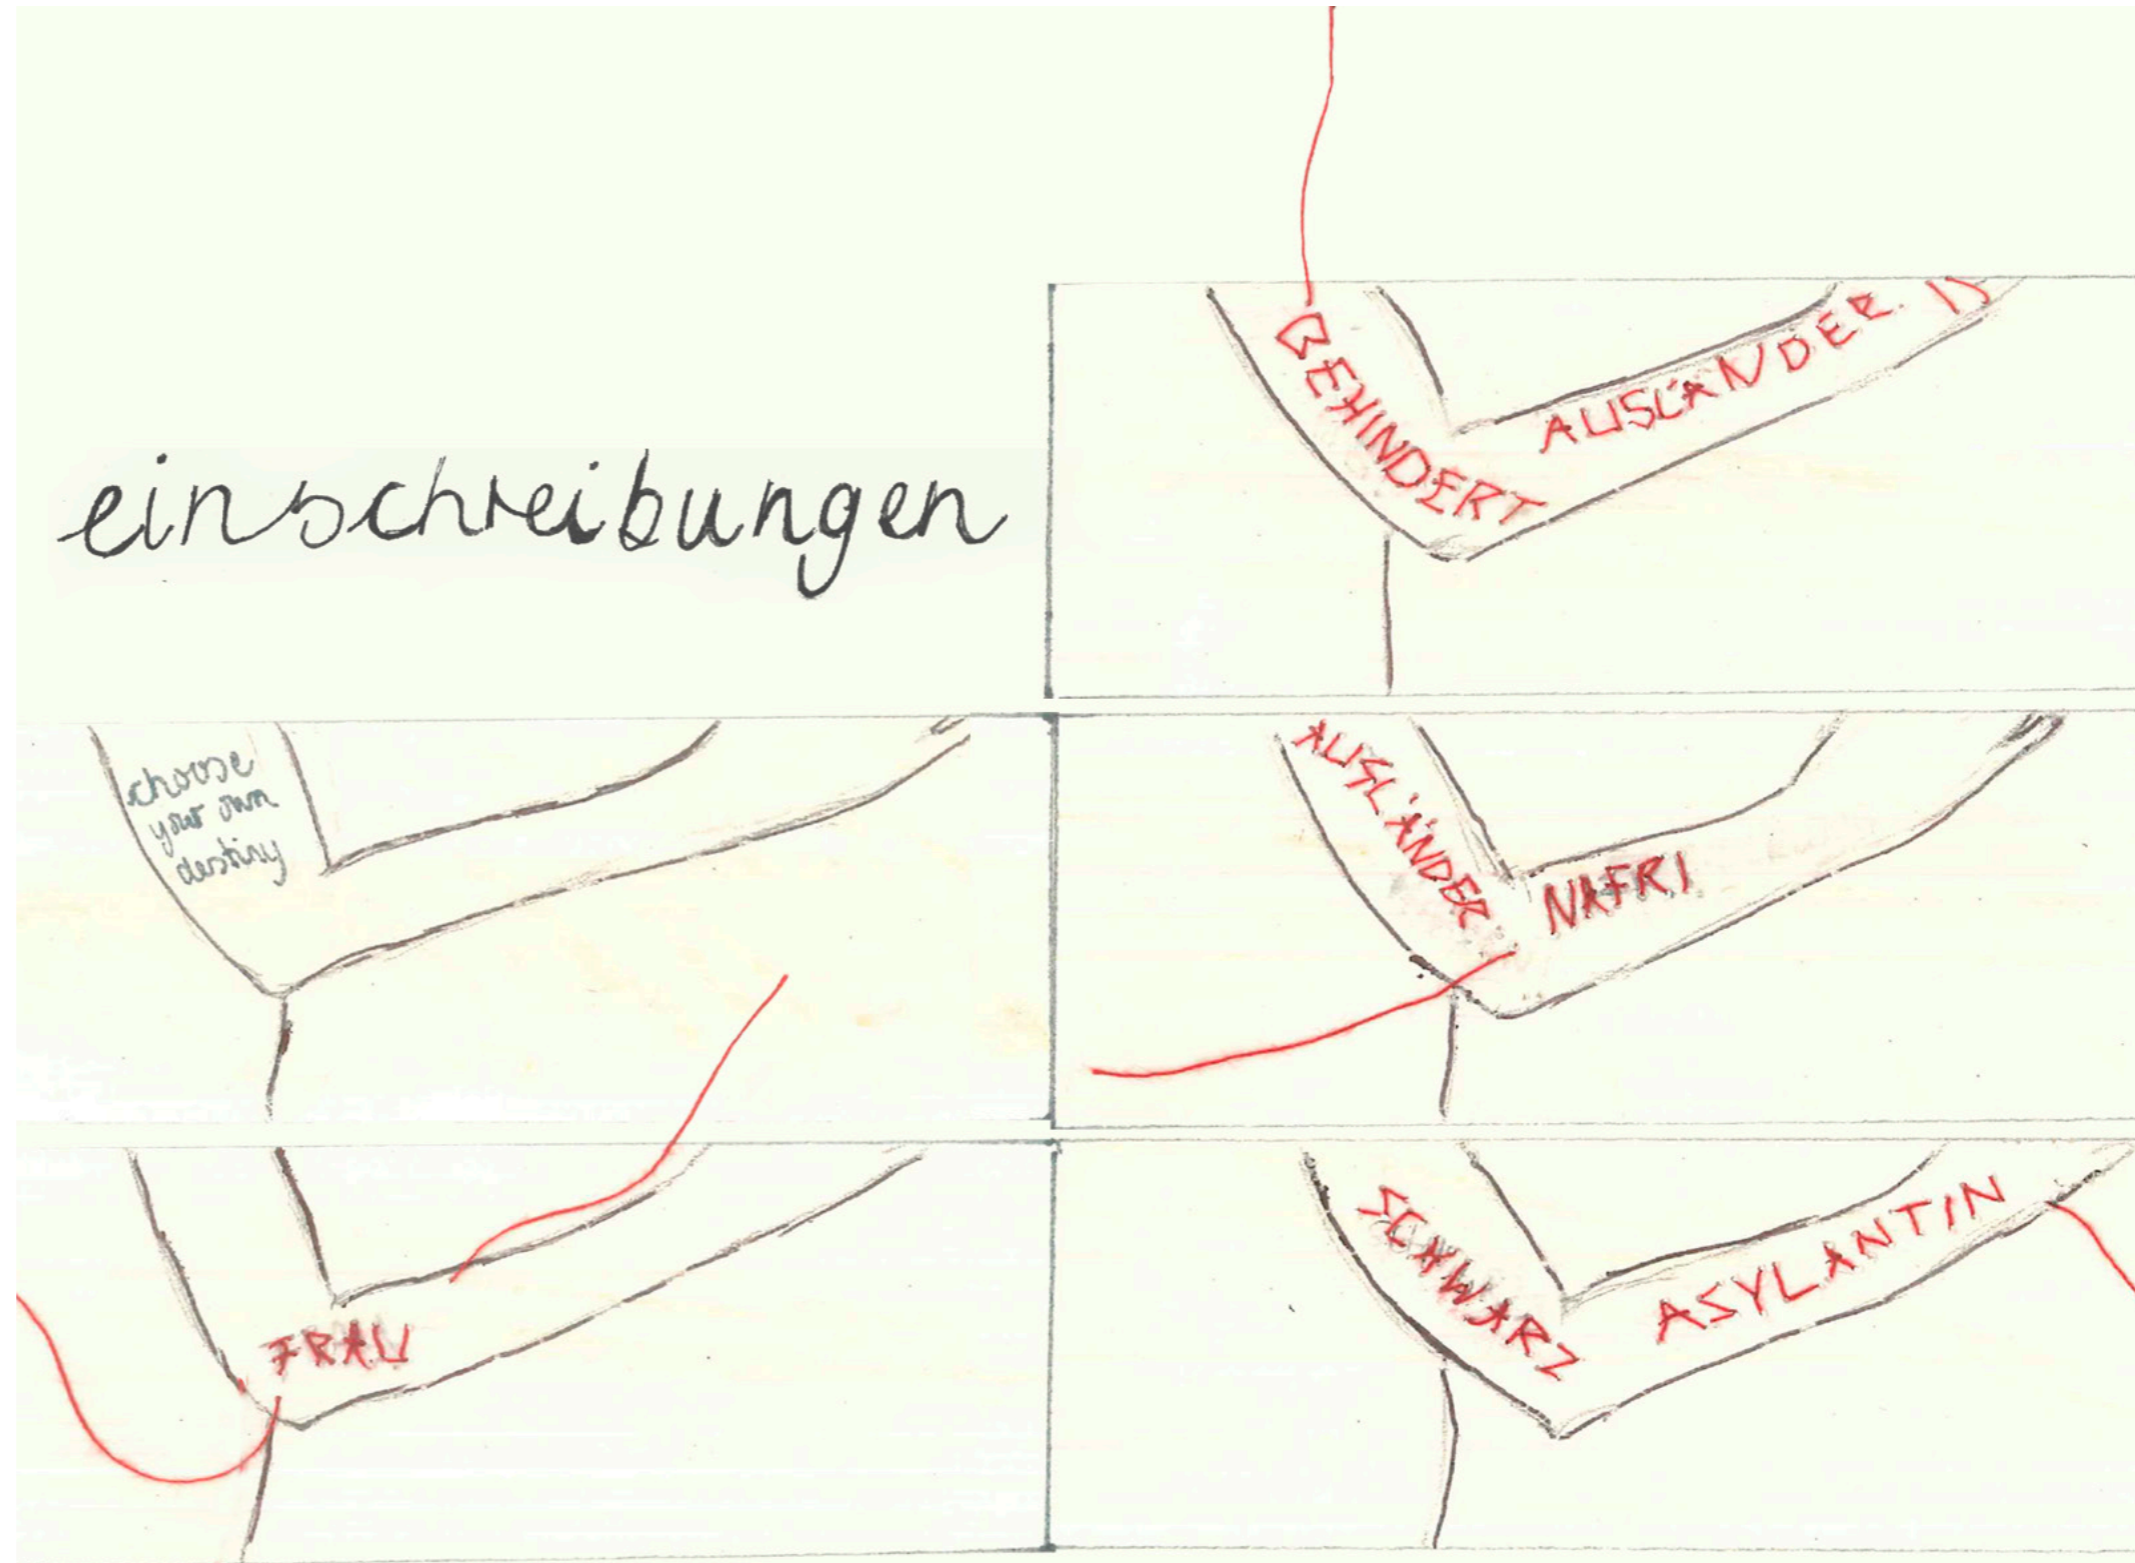 einschreibungen
BEHINDERT
AUSLÄNDER
choose
your own
destiny
AUSLÄNDER
NAFRI
FRAU
SCHWARZ
ASYLANTIN